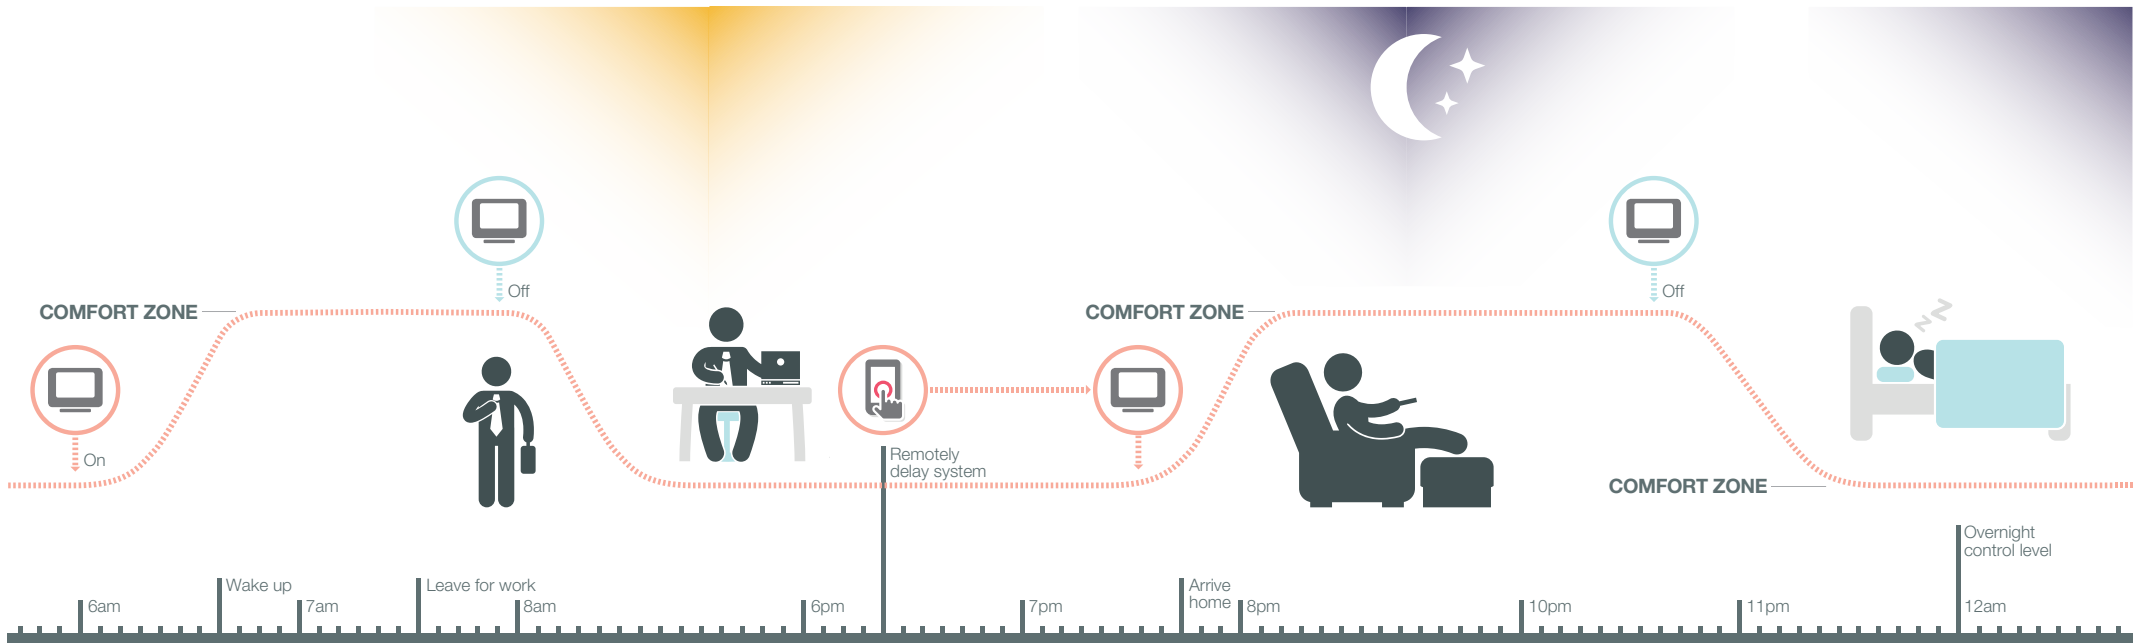 Off
Off
COMFORT ZONE
COMFORT ZONE
On
Remotely
delay system
COMFORT ZONE
Overnight
control level
Wake up
Leave for work
Arrive
home
6am
7am
8am
6pm
7pm
8pm
10pm
11pm
12am